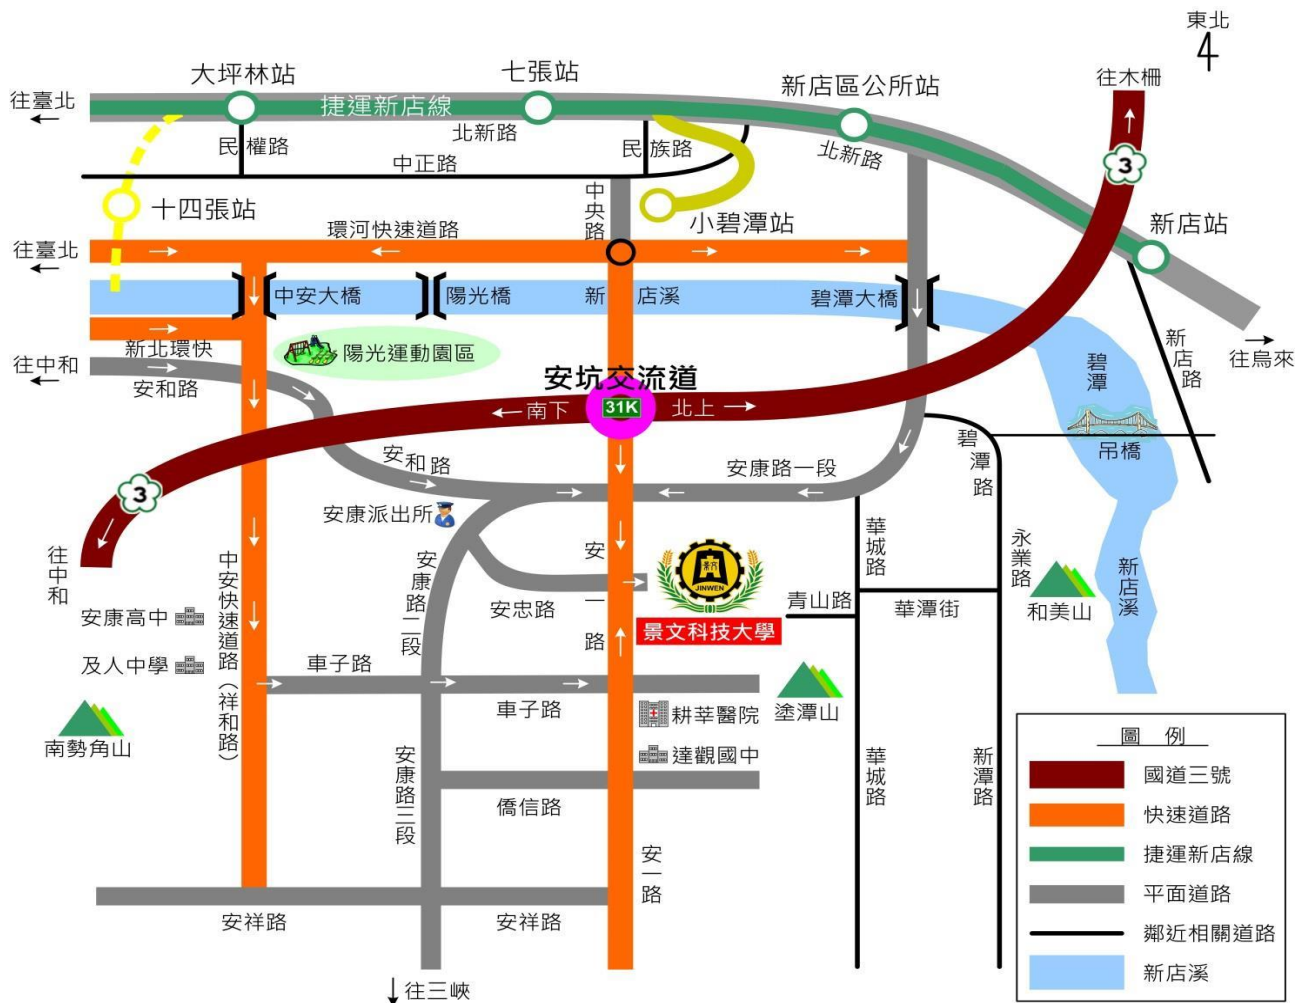 東北
4
往木柵
大坪林站
七張站
新店區公所站
往臺北
捷運新店線
北新路
北新路
民權路
民族路
中正路
3
十四張站
中央路
小碧潭站
新店站
環河快速道路
往臺北
中安大橋
陽光橋
新店溪
碧潭大橋
新北環快
陽光運動園區
往中和
安和路
安坑交流道
碧潭
新店路
往烏來
南下
31K
北上
吊橋
安和路
安康路一段
碧潭路
3
安康派出所
往中和
中安快速道路（祥和路）
安康路二段
安一路
JINWEN
景文科技大學
華城路
永業路
新店溪
安康高中
安忠路
青山路
華潭街
和美山
及人中學
車子路
車子路
塗潭山
南勢角山
耕莘醫院
達觀國中
安康路三段
僑信路
華城路
新潭路
安一路
安祥路
安祥路
往三峽
圖 例
國道三號
快速道路
捷運新店線
平面道路
鄰近相關道路
新店溪